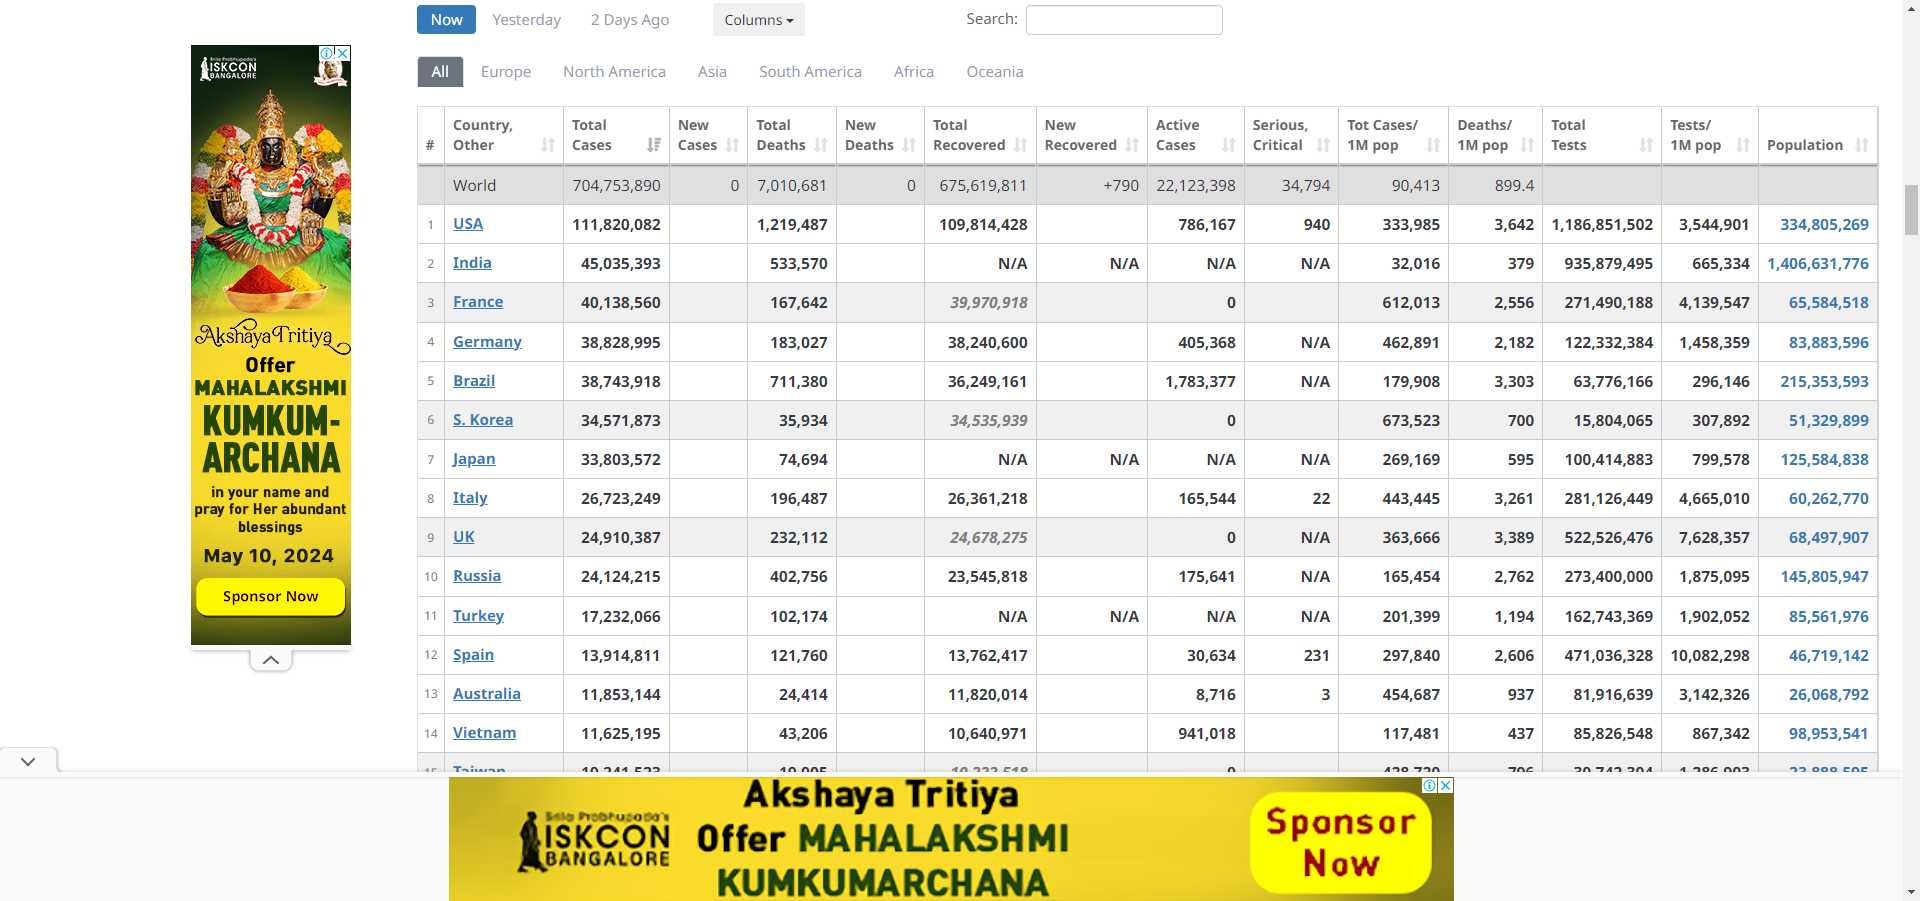 Now Yesterday 2 Days Ago Columns Search:
All Europe North America Asia South America Africa Oceania
# Country, Other Total Cases New Cases Total Deaths New Deaths Total Recovered New Recovered Active Cases Serious, Critical Tot Cases/ 1M pop Deaths/ 1M pop Total Tests Tests/ 1M pop Population
World 704,753,890 0 7,010,681 0 675,619,811 +790 22,123,398 34,794 90,413 899.4
1 USA 111,820,082 1,219,487 109,814,428 786,167 940 333,985 3,642 1,186,851,502 3,544,901 334,805,269
2 India 45,035,393 533,570 N/A N/A N/A N/A 32,016 379 935,879,495 665,334 1,406,631,776
3 France 40,138,560 167,642 39,970,918 0 612,013 2,556 271,490,188 4,139,547 65,584,518
4 Germany 38,828,995 183,027 38,240,600 405,368 N/A 462,891 2,182 122,332,384 1,458,359 83,883,596
5 Brazil 38,743,918 711,380 36,249,161 1,783,377 N/A 179,908 3,303 63,776,166 296,146 215,353,593
6 S. Korea 34,571,873 35,934 34,535,939 0 673,523 700 15,804,065 307,892 51,329,899
7 Japan 33,803,572 74,694 N/A N/A N/A N/A 269,169 595 100,414,883 799,578 125,584,838
8 Italy 26,723,249 196,487 26,361,218 165,544 22 443,445 3,261 281,126,449 4,665,010 60,262,770
9 UK 24,910,387 232,112 24,678,275 0 N/A 363,666 3,389 522,526,476 7,628,357 68,497,907
10 Russia 24,124,215 402,756 23,545,818 175,641 N/A 165,454 2,762 273,400,000 1,875,095 145,805,947
11 Turkey 17,232,066 102,174 N/A N/A N/A N/A 201,399 1,194 162,743,369 1,902,052 85,561,976
12 Spain 13,914,811 121,760 13,762,417 30,634 231 297,840 2,606 471,036,328 10,082,298 46,719,142
13 Australia 11,853,144 24,414 11,820,014 8,716 3 454,687 937 81,916,639 3,142,326 26,068,792
14 Vietnam 11,625,195 43,206 10,640,971 941,018 117,481 437 85,826,548 867,342 98,953,541
15 Taiwan
Srila Prabhupada's
ISKCON
BANGALORE
Akshaya Tritiya
Offer
MAHALAKSHMI
KUMKUM-
ARCHANA
in your name and
pray for Her abundant
blessings
May 10, 2024
Sponsor Now
Srila Prabhupada's
ISKCON
BANGALORE
Akshaya Tritiya
Offer MAHALAKSHMI
KUMKUMARCHANA
Sponsor
Now